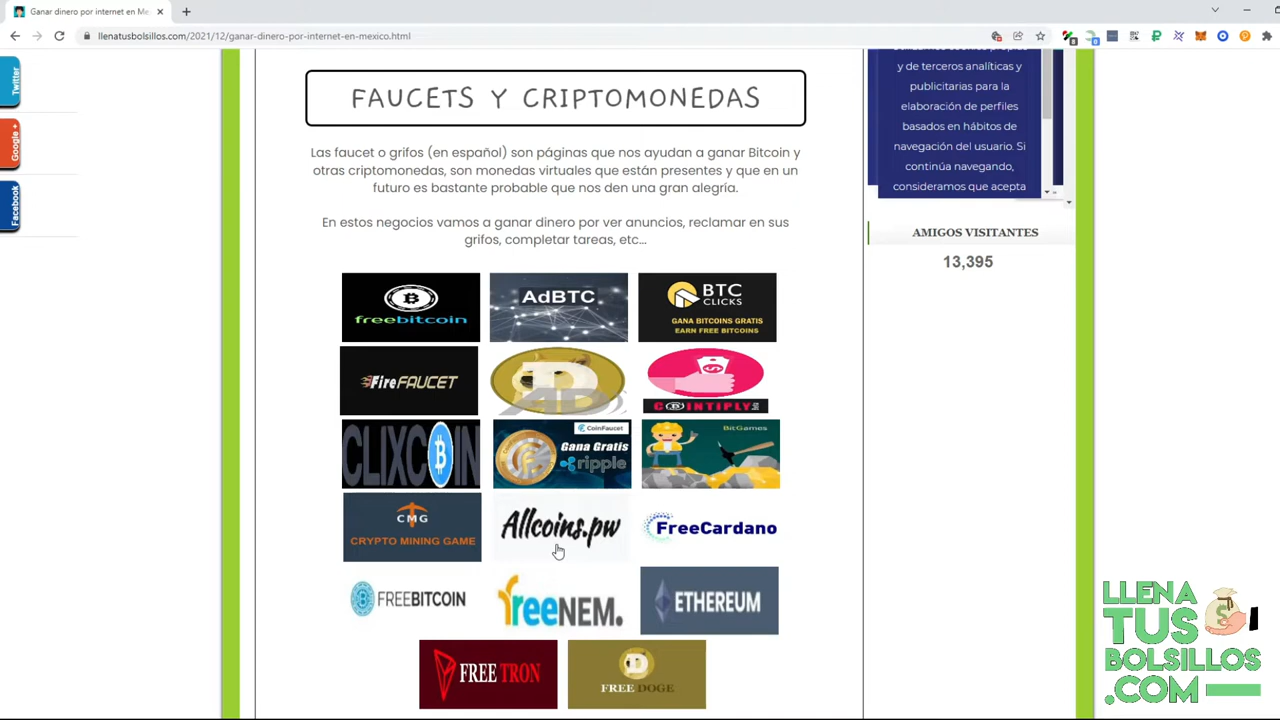 Ganar dinero por internet en Me
llenatusbolsillos.com/2021/12/ganar-dinero-por-internet-en-mexico.html
Twitter
Google +
Facebook
FAUCETS Y CRIPTOMONEDAS
Las faucet o grifos (en español) son páginas que nos ayudan a ganar Bitcoin y
otras criptomonedas, son monedas virtuales que están presentes y que en un
futuro es bastante probable que nos den una gran alegría.
En estos negocios vamos a ganar dinero por ver anuncios, reclamar en sus
grifos, completar tareas, etc...
y de terceros analíticas y
publicitarias para la
elaboración de perfiles
basados en hábitos de
navegación del usuario. Si
continúa navegando,
consideramos que acepta
AMIGOS VISITANTES
13,395
freebitcoin
AdBTC
BTC
CLICKS
GANA BITCOINS GRATIS
EARN FREE BITCOINS
FireFAUCET
AD
COINTIPLY
CLIXCOIN
CoinFaucet
Gana Gratis
ripple
BitGames
CMG
CRYPTO MINING GAME
Allcoins.pw
FreeCardano
FREEBITCOIN
freeNEM.
ETHEREUM
FREE TRON
FREE DOGE
LLENA
TUS
BOLSILLOS
.COM